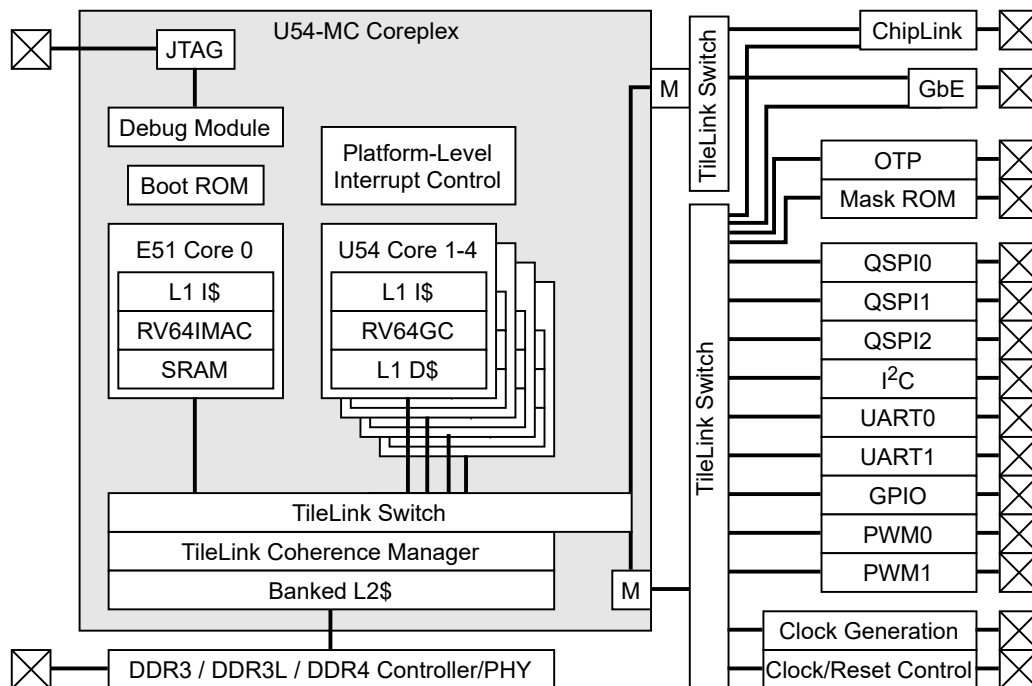 U54-MC Coreplex
JTAG
Debug Module
Boot ROM
Platform-Level
Interrupt Control
E51 Core 0
L1 I$
RV64IMAC
SRAM
U54 Core 1-4
L1 I$
RV64GC
L1 D$
TileLink Switch
TileLink Coherence Manager
Banked L2$
DDR3 / DDR3L / DDR4 Controller/PHY
M
M
TileLink Switch
TileLink Switch
ChipLink
GbE
OTP
Mask ROM
QSPI0
QSPI1
QSPI2
I²C
UART0
UART1
GPIO
PWM0
PWM1
Clock Generation
Clock/Reset Control